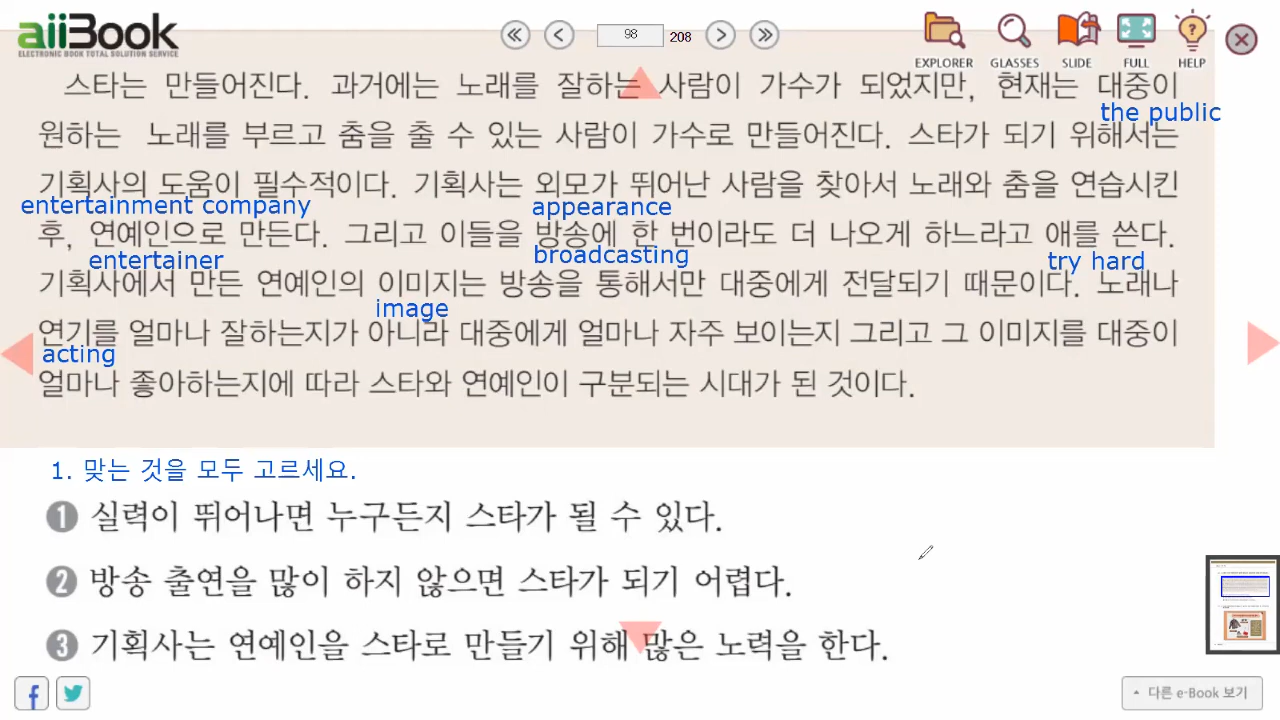 aiiBook
ELECTRONIC BOOK TOTAL SOLUTION SERVICE
98 208
EXPLORER GLASSES SLIDE FULL HELP
스타는 만들어진다. 과거에는 노래를 잘하는 사람이 가수가 되었지만, 현재는 대중이
the public
원하는 노래를 부르고 춤을 출 수 있는 사람이 가수로 만들어진다. 스타가 되기 위해서는
기획사의 도움이 필수적이다. 기획사는 외모가 뛰어난 사람을 찾아서 노래와 춤을 연습시킨
entertainment company appearance
후, 연예인으로 만든다. 그리고 이들을 방송에 한 번이라도 더 나오게 하느라고 애를 쓴다.
entertainer broadcasting try hard
기획사에서 만든 연예인의 이미지는 방송을 통해서만 대중에게 전달되기 때문이다. 노래나
image
연기를 얼마나 잘하는지가 아니라 대중에게 얼마나 자주 보이는지 그리고 그 이미지를 대중이
acting
얼마나 좋아하는지에 따라 스타와 연예인이 구분되는 시대가 된 것이다.
1. 맞는 것을 모두 고르세요.
1 실력이 뛰어나면 누구든지 스타가 될 수 있다.
2 방송 출연을 많이 하지 않으면 스타가 되기 어렵다.
3 기획사는 연예인을 스타로 만들기 위해 많은 노력을 한다.
다른 e-Book 보기